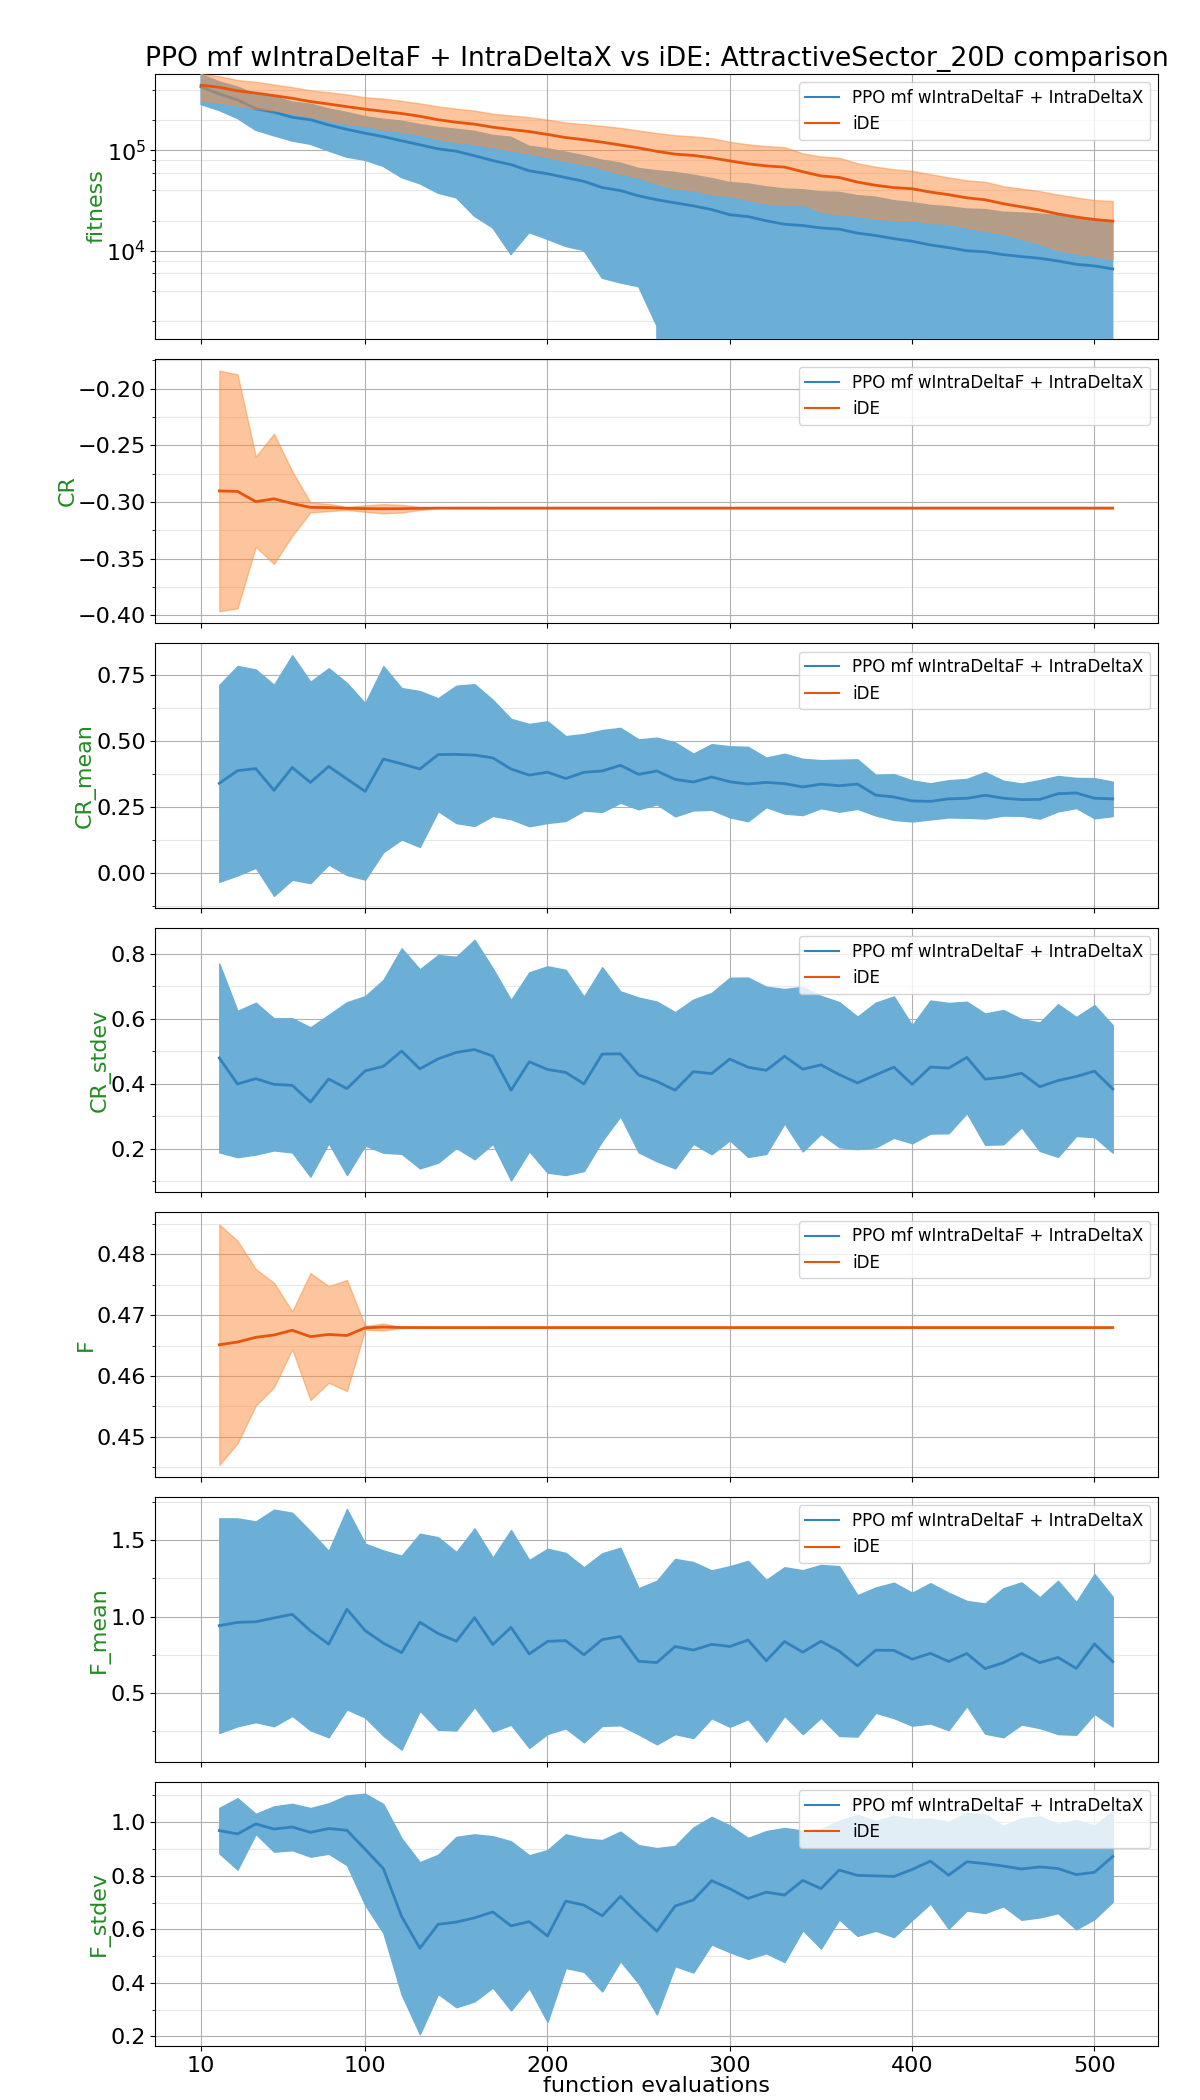 PPO mf wIntraDeltaF + IntraDeltaX vs iDE: AttractiveSector_20D comparison
fitness
10^5
10^4
PPO mf wIntraDeltaF + IntraDeltaX
iDE
CR
−0.20
−0.25
−0.30
−0.35
−0.40
PPO mf wIntraDeltaF + IntraDeltaX
iDE
CR_mean
0.75
0.50
0.25
0.00
PPO mf wIntraDeltaF + IntraDeltaX
iDE
CR_stdev
0.8
0.6
0.4
0.2
PPO mf wIntraDeltaF + IntraDeltaX
iDE
F
0.48
0.47
0.46
0.45
PPO mf wIntraDeltaF + IntraDeltaX
iDE
F_mean
1.5
1.0
0.5
PPO mf wIntraDeltaF + IntraDeltaX
iDE
F_stdev
1.0
0.8
0.6
0.4
0.2
PPO mf wIntraDeltaF + IntraDeltaX
iDE
10 100 200 300 400 500
function evaluations